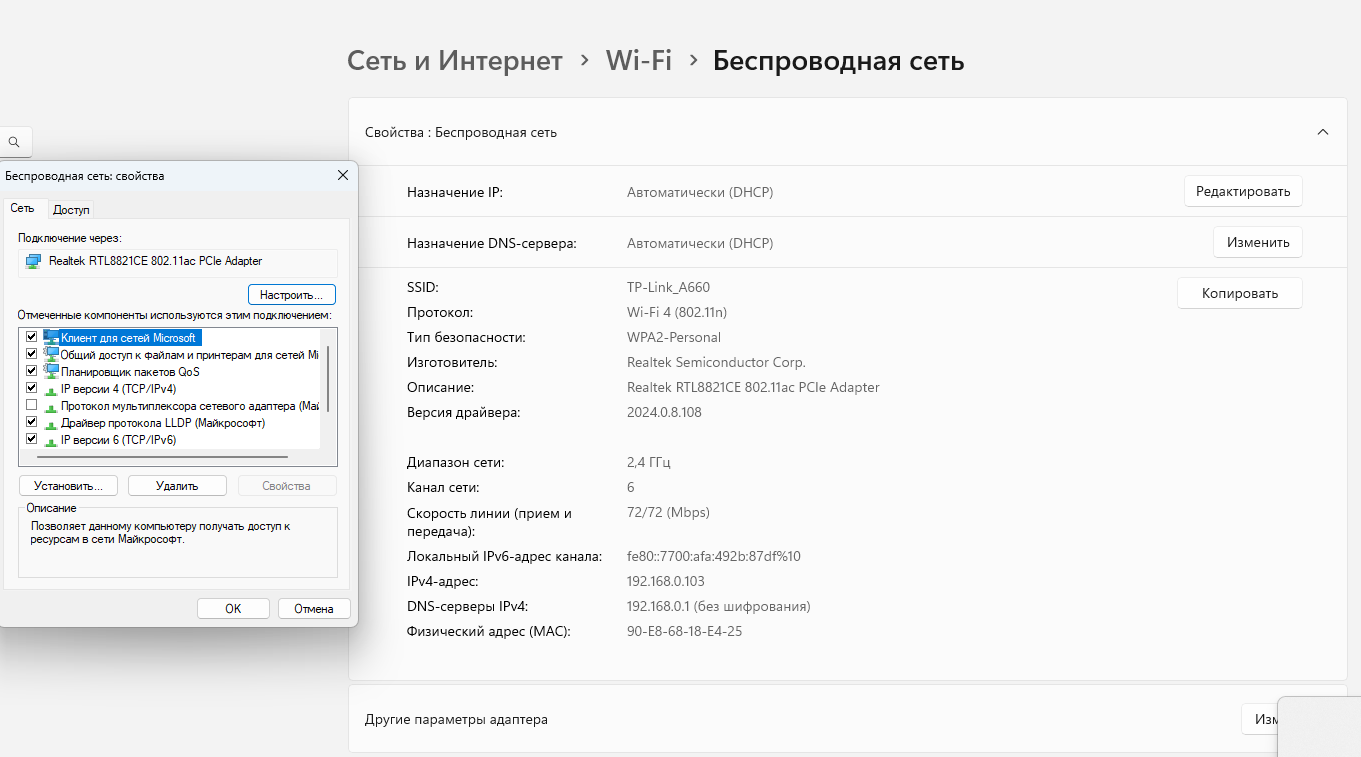 Сеть и Интернет > Wi-Fi > Беспроводная сеть
Свойства : Беспроводная сеть
Назначение IP: Автоматически (DHCP) Редактировать
Назначение DNS-сервера: Автоматически (DHCP) Изменить
SSID: TP-Link_A660 Копировать
Протокол: Wi-Fi 4 (802.11n)
Тип безопасности: WPA2-Personal
Изготовитель: Realtek Semiconductor Corp.
Описание: Realtek RTL8821CE 802.11ac PCIe Adapter
Версия драйвера: 2024.0.8.108
Диапазон сети: 2,4 ГГц
Канал сети: 6
Скорость линии (прием и 72/72 (Mbps)
передача):
Локальный IPv6-адрес канала: fe80::7700:afa:492b:87df%10
IPv4-адрес: 192.168.0.103
DNS-серверы IPv4: 192.168.0.1 (без шифрования)
Физический адрес (MAC): 90-E8-68-18-E4-25
Другие параметры адаптера Изм
Беспроводная сеть: свойства
Сеть Доступ
Подключение через:
Realtek RTL8821CE 802.11ac PCIe Adapter
Настроить...
Отмеченные компоненты используются этим подключением:
Клиент для сетей Microsoft
Общий доступ к файлам и принтерам для сетей Mi
Планировщик пакетов QoS
IP версии 4 (TCP/IPv4)
Протокол мультиплексора сетевого адаптера (Май
Драйвер протокола LLDP (Майкрософт)
IP версии 6 (TCP/IPv6)
Установить... Удалить Свойства
Описание
Позволяет данному компьютеру получать доступ к
ресурсам в сети Майкрософт.
OK Отмена